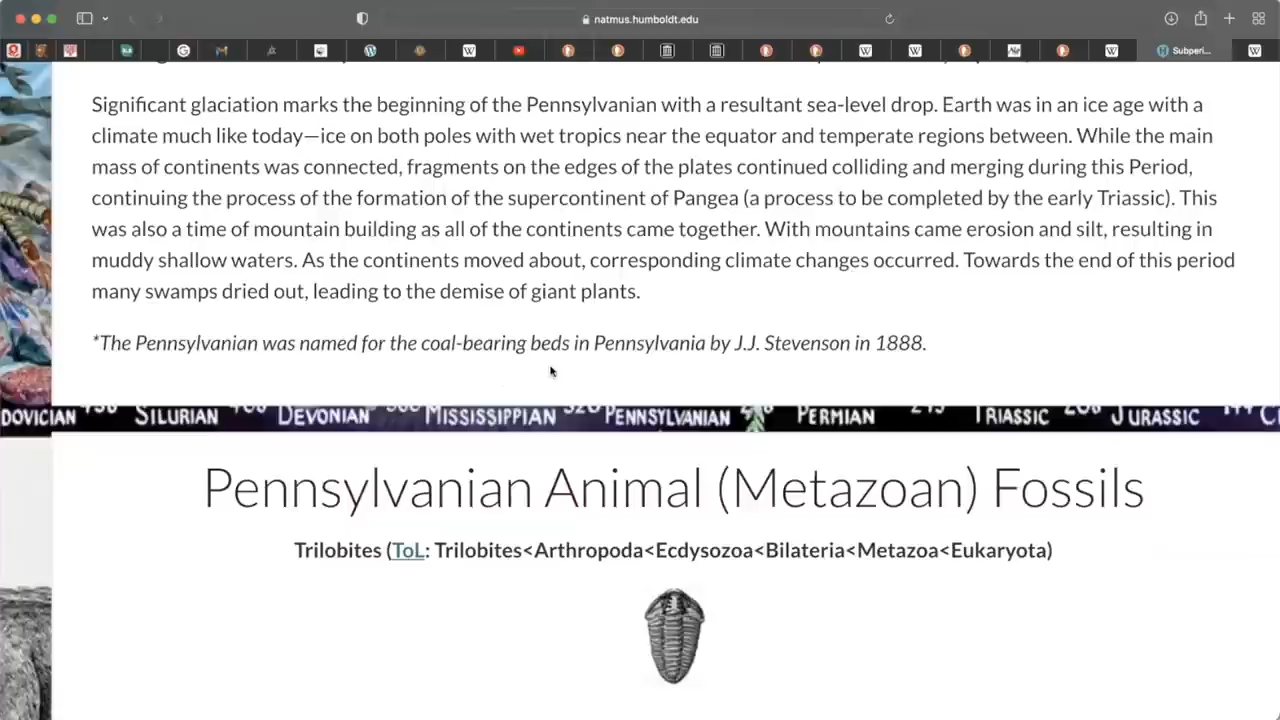 natmus.humboldt.edu
Subperi...
Significant glaciation marks the beginning of the Pennsylvanian with a resultant sea-level drop. Earth was in an ice age with a
climate much like today—ice on both poles with wet tropics near the equator and temperate regions between. While the main
mass of continents was connected, fragments on the edges of the plates continued colliding and merging during this Period,
continuing the process of the formation of the supercontinent of Pangea (a process to be completed by the early Triassic). This
was also a time of mountain building as all of the continents came together. With mountains came erosion and silt, resulting in
muddy shallow waters. As the continents moved about, corresponding climate changes occurred. Towards the end of this period
many swamps dried out, leading to the demise of giant plants.
*The Pennsylvanian was named for the coal-bearing beds in Pennsylvania by J.J. Stevenson in 1888.
DOVICIAN SILURIAN DEVONIAN MISSISSIPPIAN PENNSYLVANIAN PERMIAN TRIASSIC JURASSIC C
Pennsylvanian Animal (Metazoan) Fossils
Trilobites (ToL: Trilobites<Arthropoda<Ecdysozoa<Bilateria<Metazoa<Eukaryota)